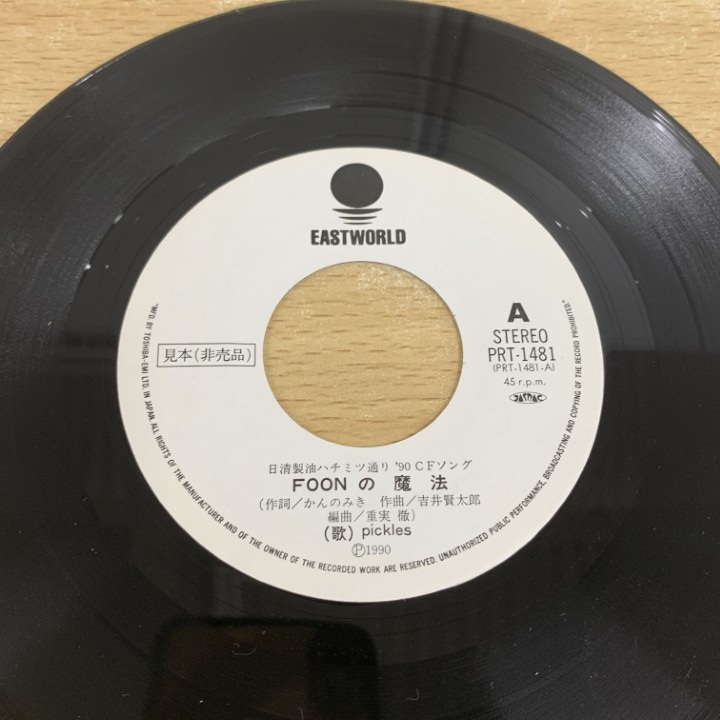 EASTWORLD
A
STEREO
PRT-1481
(PRT-1481-A)
45 r.p.m.
JASRAC
見本(非売品)
日清製油ハチミツ通り '90 CFソング
FOONの 魔 法
(作詞/かんのみき 作曲/吉井賢太郎
編曲/重実 徹)
(歌) pickles
Ⓟ1990
"MF'D. BY TOSHIBA-EMI LTD. IN JAPAN. ALL RIGHTS OF THE MANUFACTURER AND OF THE OWNER OF THE RECORDED WORK ARE RESERVED. UNAUTHORIZED PUBLIC PERFORMANCE, BROADCASTING AND COPYING OF THE RECORD PROHIBITED."